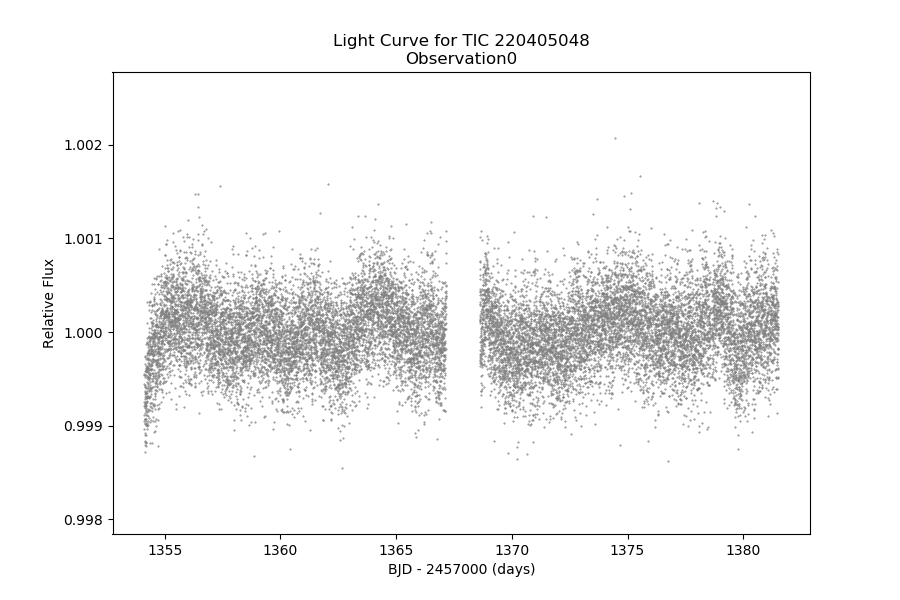 Light Curve for TIC 220405048
Observation0
Relative Flux
1.002
1.001
1.000
0.999
0.998
1355 1360 1365 1370 1375 1380
BJD - 2457000 (days)